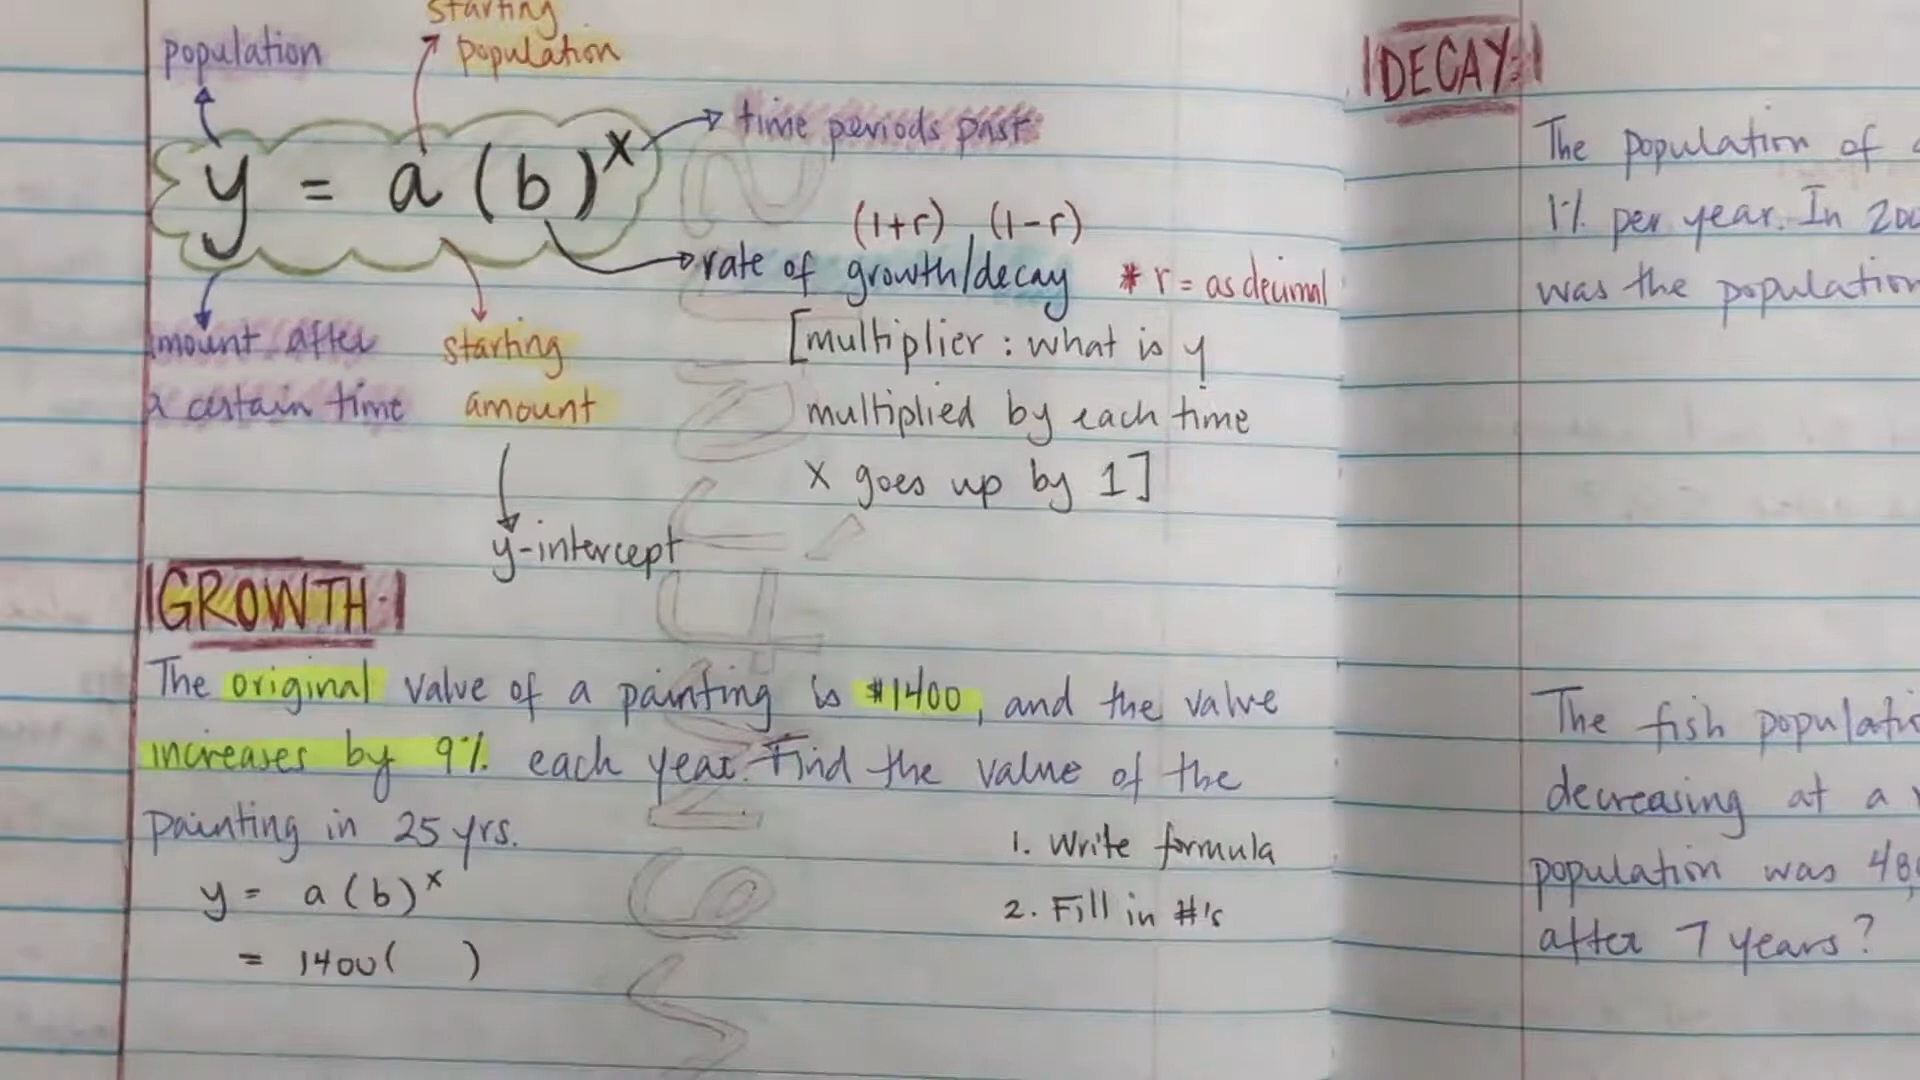 starting
population
population
time periods past
y = a (b)^x
(1+r), (1-r)
rate of growth/decay * r = as decimal
amount after
a certain time
starting
amount
[multiplier : what is y
multiplied by each time
x goes up by 1]
y-intercept
GROWTH:
The original value of a painting is $1400, and the value
increases by 9% each year. Find the value of the
painting in 25 yrs.
1. Write formula
y = a (b)^x
2. Fill in #'s
= 1400( )
DECAY:
The population of
1% per year. In 200
was the population
The fish populati
decreasing at a
population was 48
after 7 years?